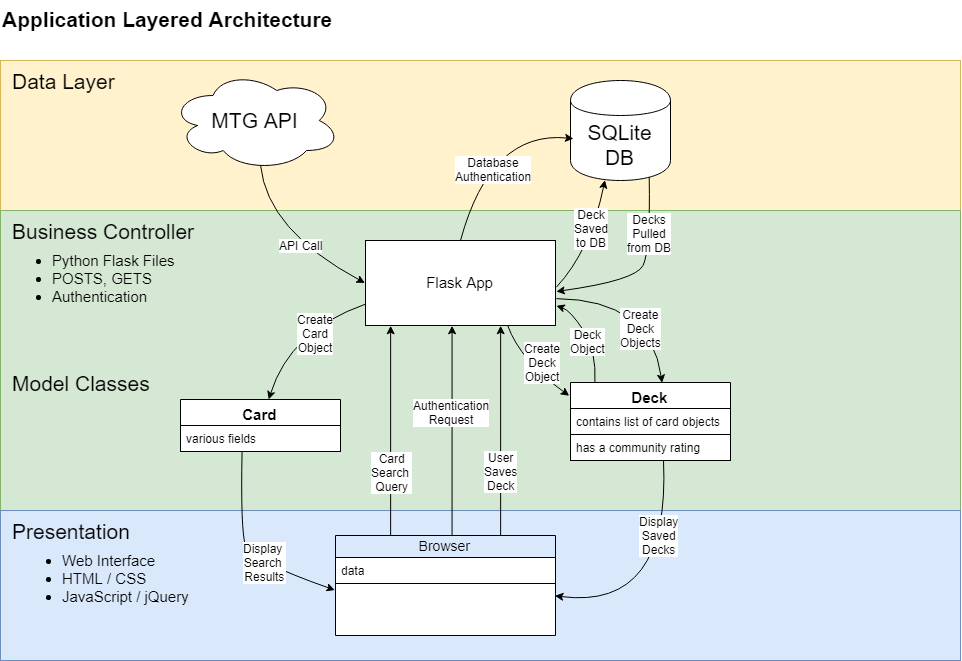 Application Layered Architecture
Data Layer
MTG API
SQLite
DB
Database
Authentication
Deck
Saved
to DB
Decks
Pulled
from DB
Business Controller
Python Flask Files
POSTS, GETS
Authentication
API Call
Flask App
Create
Card
Object
Create
Deck
Object
Deck
Object
Create
Deck
Objects
Model Classes
Card
various fields
Deck
contains list of card objects
has a community rating
Authentication
Request
Card
Search
Query
User
Saves
Deck
Presentation
Web Interface
HTML / CSS
JavaScript / jQuery
Display
Search
Results
Browser
data
Display
Saved
Decks